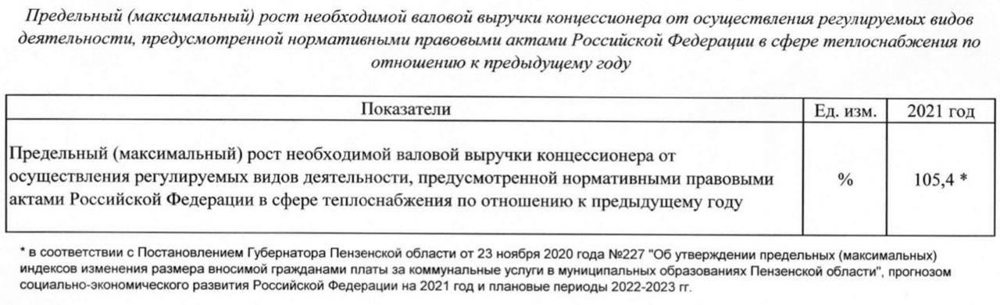 Предельный (максимальный) рост необходимой валовой выручки концессионера от осуществления регулируемых видов
деятельности, предусмотренной нормативными правовыми актами Российской Федерации в сфере теплоснабжения по
отношению к предыдущему году
Показатели Ед. изм. 2021 год
Предельный (максимальный) рост необходимой валовой выручки концессионера от
осуществления регулируемых видов деятельности, предусмотренной нормативными правовыми
актами Российской Федерации в сфере теплоснабжения по отношению к предыдущему году
% 105,4 *
* в соответствии с Постановлением Губернатора Пензенской области от 23 ноября 2020 года №227 "Об утверждении предельных (максимальных)
индексов изменения размера вносимой гражданами платы за коммунальные услуги в муниципальных образованиях Пензенской области", прогнозом
социально-экономического развития Российской Федерации на 2021 год и плановые периоды 2022-2023 гг.